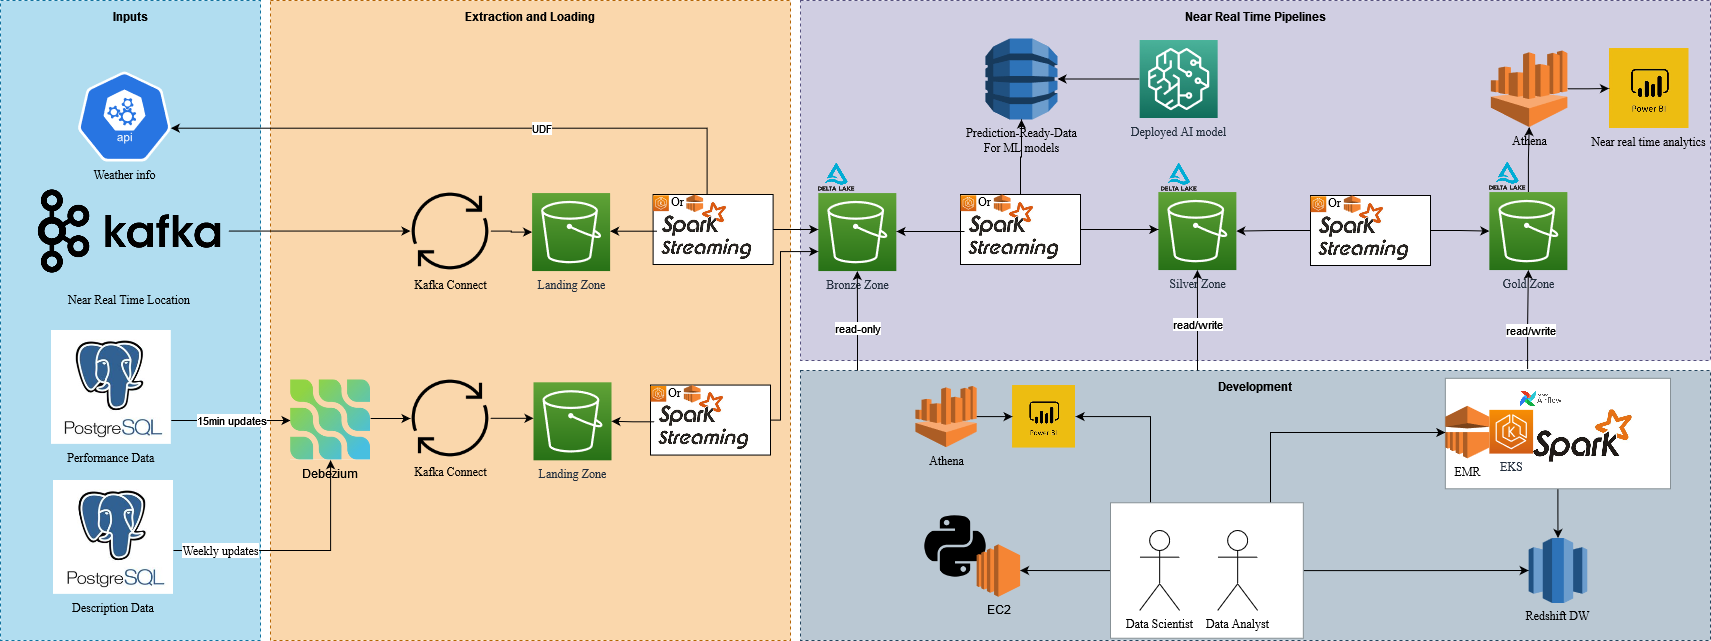 Inputs
Extraction and Loading
Near Real Time Pipelines
api
Weather info
UDF
kafka
Near Real Time Location
Kafka Connect
Landing Zone
Or
Spark
Streaming
PostgreSQL
Performance Data
15min updates
Debezium
Kafka Connect
Landing Zone
Or
Spark
Streaming
PostgreSQL
Description Data
Weekly updates
Prediction-Ready-Data
For ML models
Deployed AI model
Athena
Power BI
Near real time analytics
DELTA LAKE
Bronze Zone
Or
Spark
Streaming
DELTA LAKE
Silver Zone
Or
Spark
Streaming
DELTA LAKE
Gold Zone
read-only
read/write
read/write
Development
Athena
Power BI
Airflow
EMR
K
EKS
Spark
EC2
Data Scientist
Data Analyst
Redshift DW